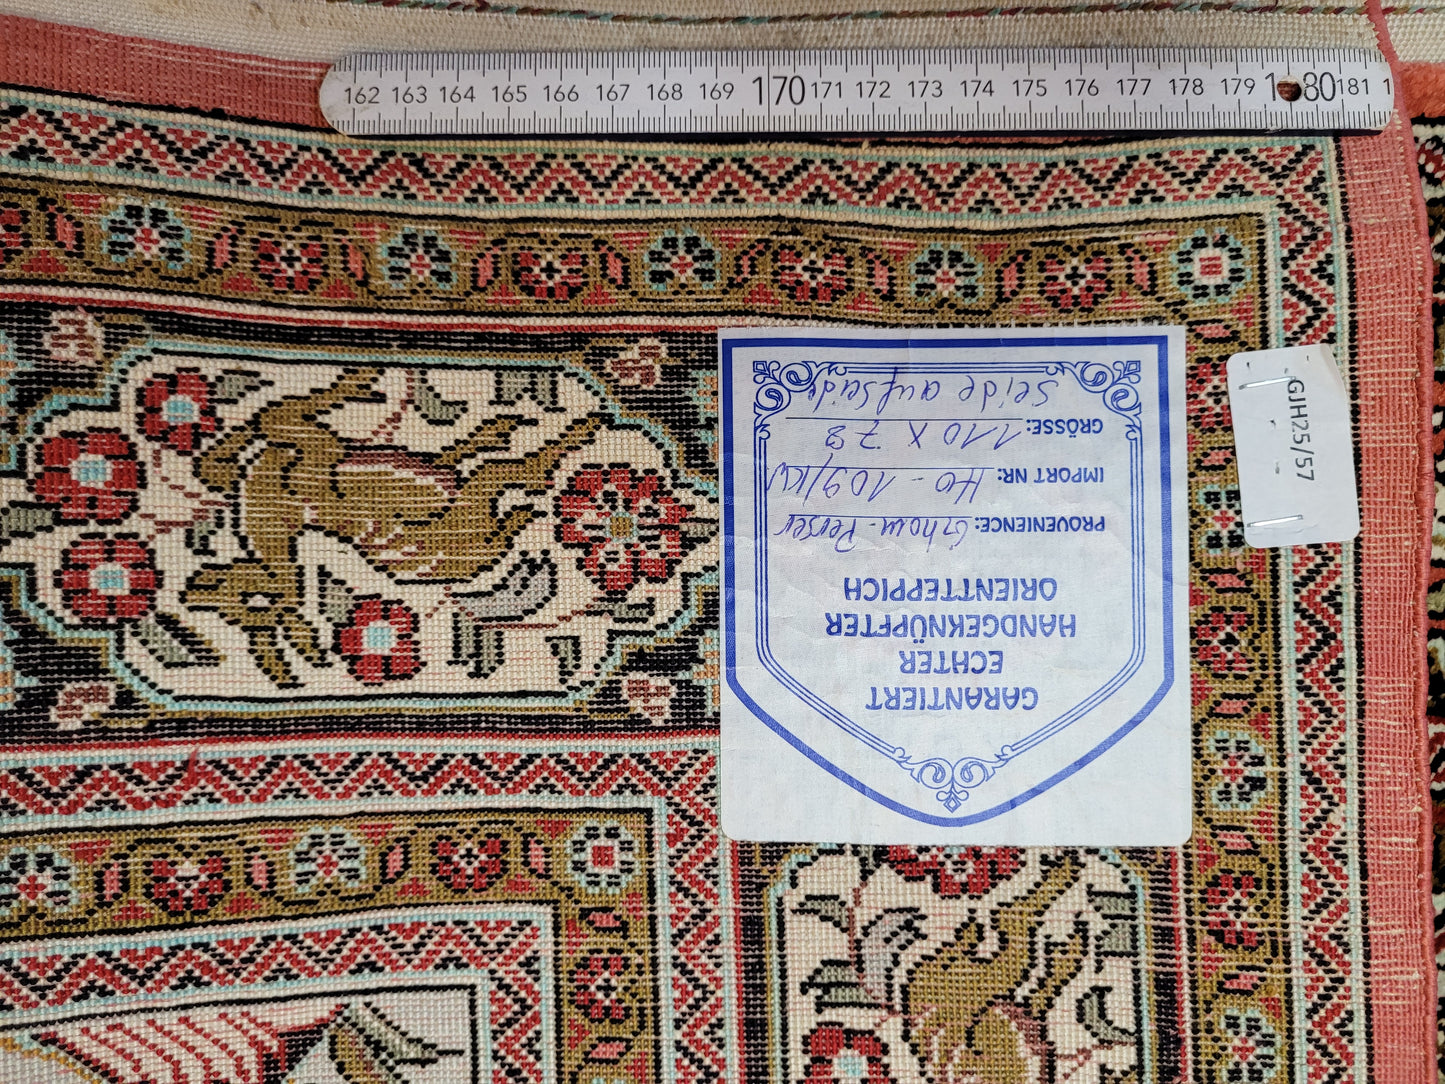 162 163 164 165 166 167 168 169 170 171 172 173 174 175 176 177 178 179 180 181 1
GARANTIERT
ECHTER
HANDGEKNÜPFTER
ORIENTTEPPICH
PROVENIENCE: Ghom-Perser
IMPORT NR: Ho-109/KW
GRÖSSE: 110 x 78
Seide auf Seide
GJH25/57